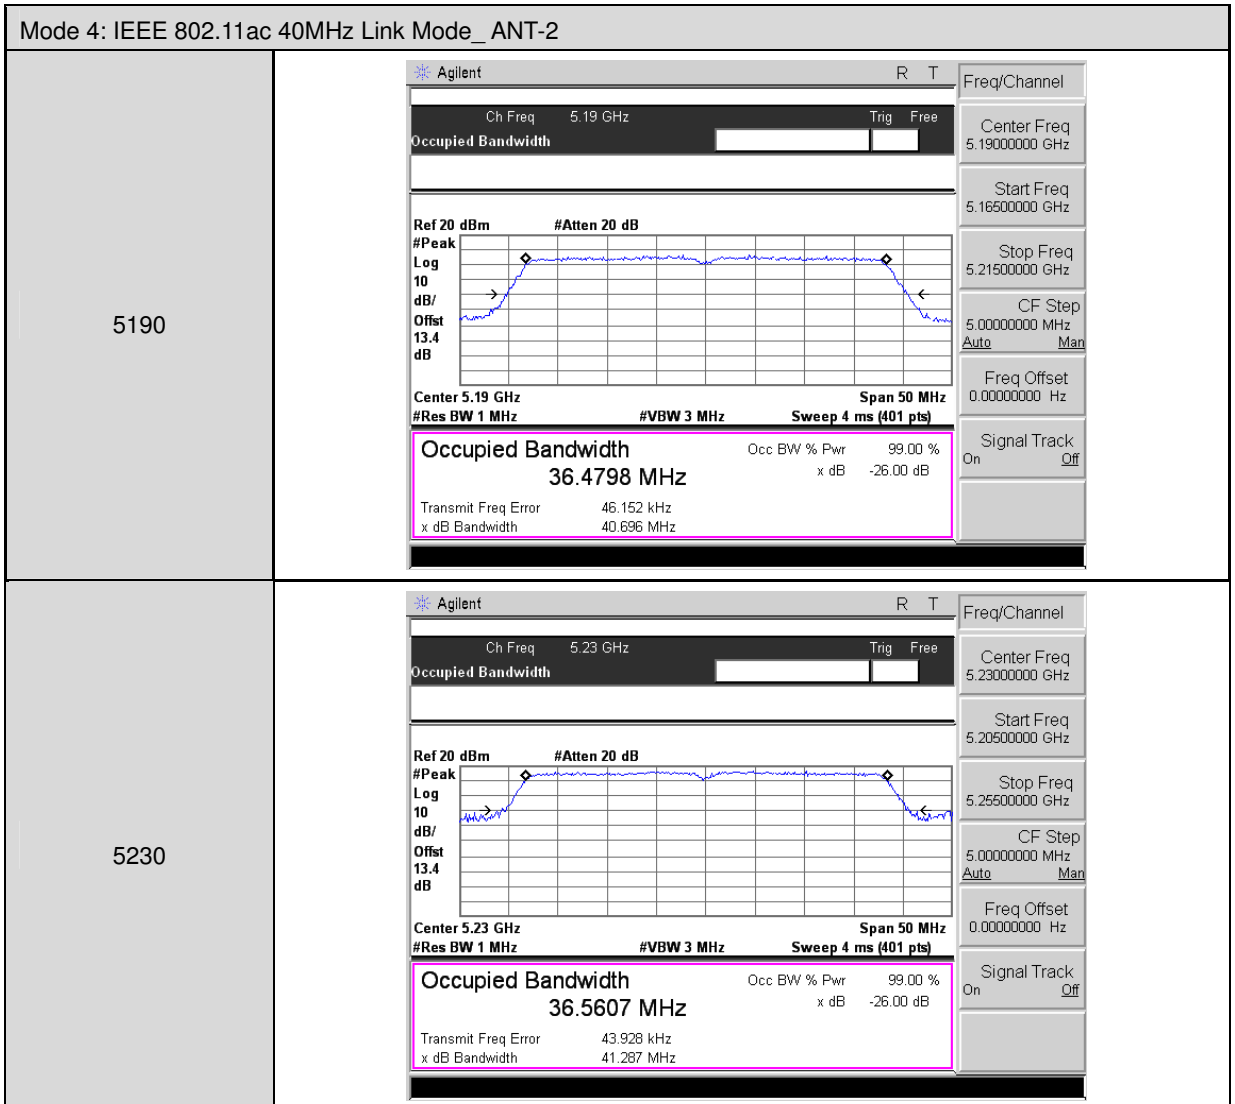 Mode 4: IEEE 802.11ac 40MHz Link Mode_ ANT-2
5190
Agilent R T
Ch Freq 5.19 GHz Trig Free
Occupied Bandwidth
Ref 20 dBm #Atten 20 dB
#Peak
Log
10
dB/
Offst
13.4
dB
Center 5.19 GHz Span 50 MHz
#Res BW 1 MHz #VBW 3 MHz Sweep 4 ms (401 pts)
Occupied Bandwidth Occ BW % Pwr 99.00 %
36.4798 MHz x dB -26.00 dB
Transmit Freq Error 46.152 kHz
x dB Bandwidth 40.696 MHz
Freq/Channel
Center Freq
5.19000000 GHz
Start Freq
5.16500000 GHz
Stop Freq
5.21500000 GHz
CF Step
5.00000000 MHz
Auto Man
Freq Offset
0.00000000 Hz
Signal Track
On Off
5230
Agilent R T
Ch Freq 5.23 GHz Trig Free
Occupied Bandwidth
Ref 20 dBm #Atten 20 dB
#Peak
Log
10
dB/
Offst
13.4
dB
Center 5.23 GHz Span 50 MHz
#Res BW 1 MHz #VBW 3 MHz Sweep 4 ms (401 pts)
Occupied Bandwidth Occ BW % Pwr 99.00 %
36.5607 MHz x dB -26.00 dB
Transmit Freq Error 43.928 kHz
x dB Bandwidth 41.287 MHz
Freq/Channel
Center Freq
5.23000000 GHz
Start Freq
5.20500000 GHz
Stop Freq
5.25500000 GHz
CF Step
5.00000000 MHz
Auto Man
Freq Offset
0.00000000 Hz
Signal Track
On Off